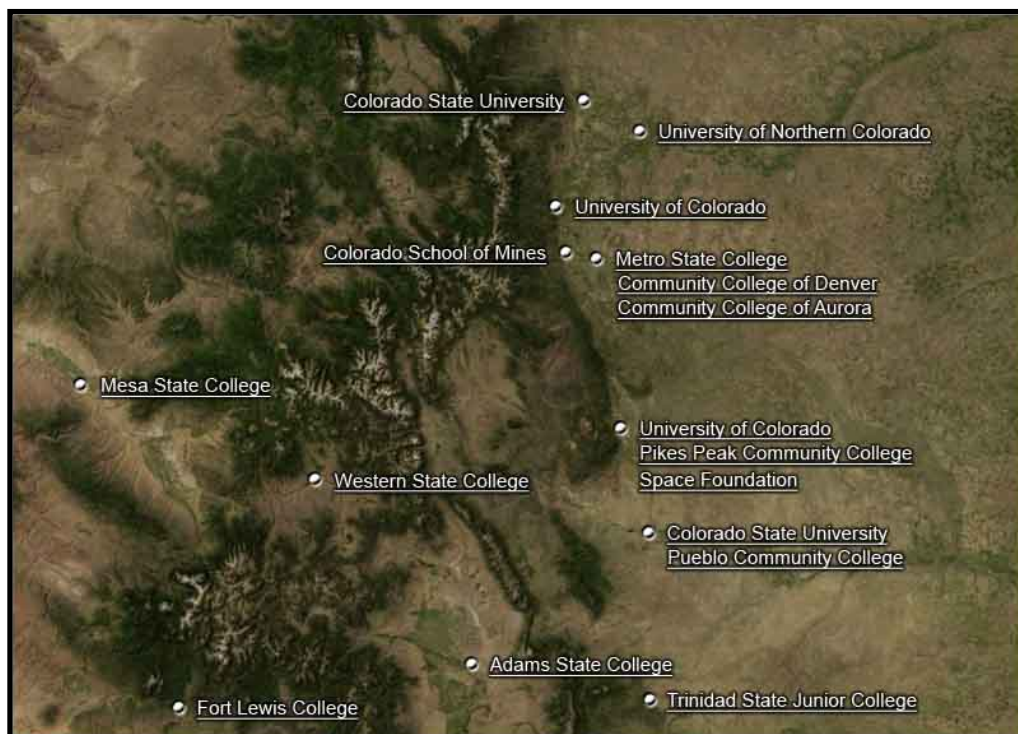 Colorado State University
University of Northern Colorado
University of Colorado
Colorado School of Mines
Metro State College
Community College of Denver
Community College of Aurora
Mesa State College
University of Colorado
Pikes Peak Community College
Space Foundation
Western State College
Colorado State University
Pueblo Community College
Adams State College
Trinidad State Junior College
Fort Lewis College